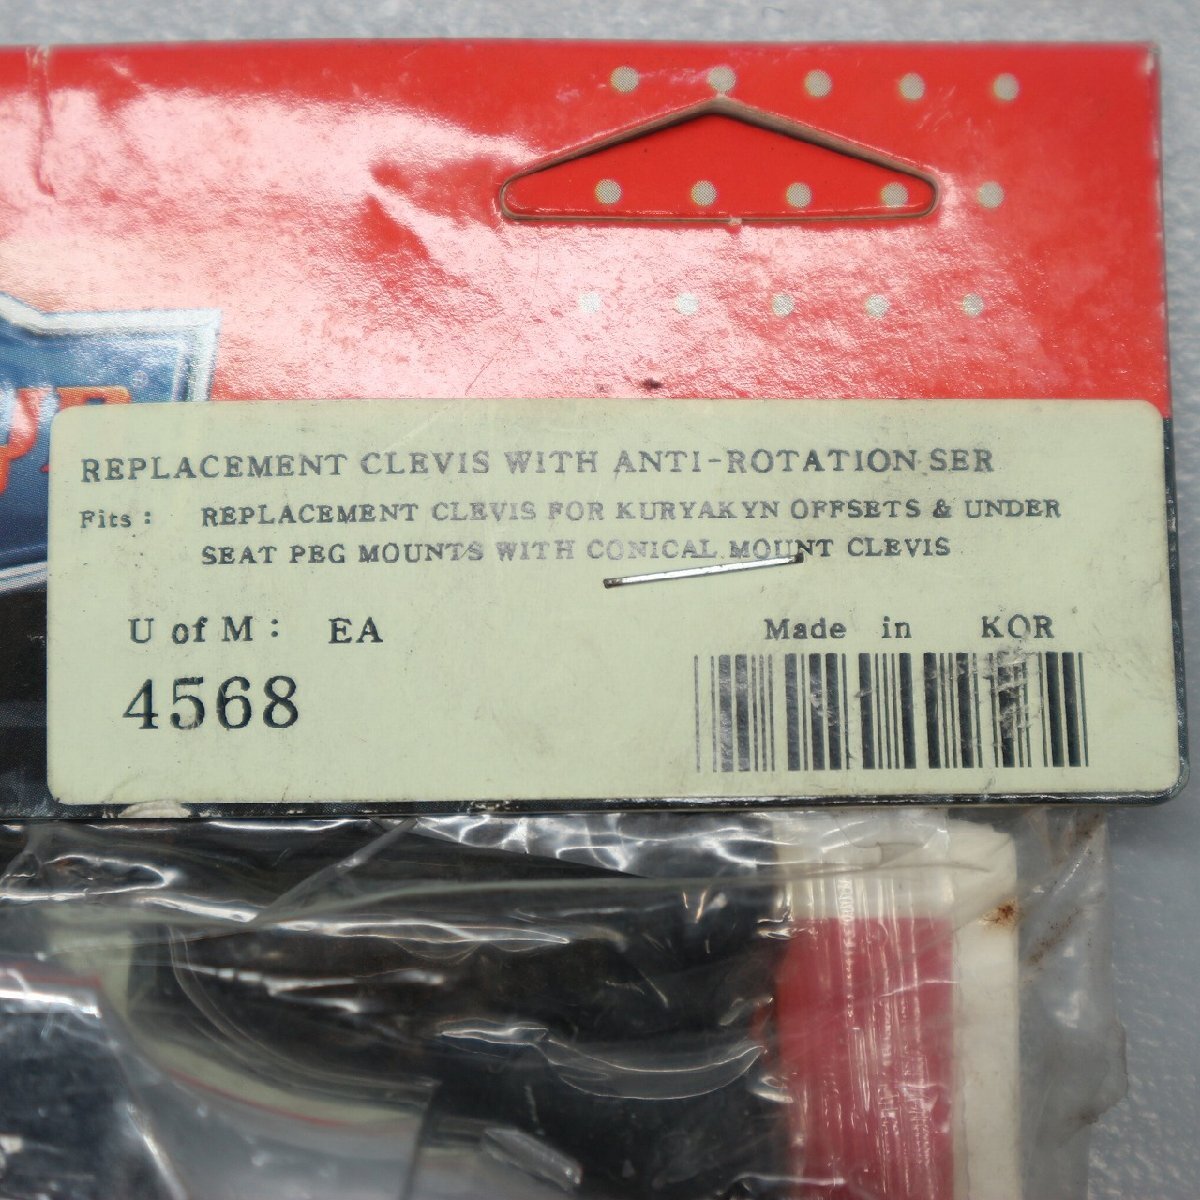 REPLACEMENT CLEVIS WITH ANTI-ROTATION SER
Fits : REPLACEMENT CLEVIS FOR KURYAKYN OFFSETS & UNDER
SEAT PEG MOUNTS WITH CONICAL MOUNT CLEVIS
U of M : EA
Made in KOR
4568